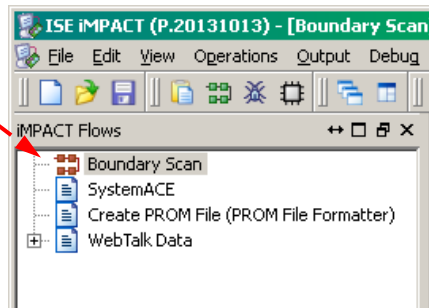 ISE iMPACT (P.20131013) - [Boundary Scan
File Edit View Operations Output Debug
iMPACT Flows
Boundary Scan
SystemACE
Create PROM File (PROM File Formatter)
WebTalk Data